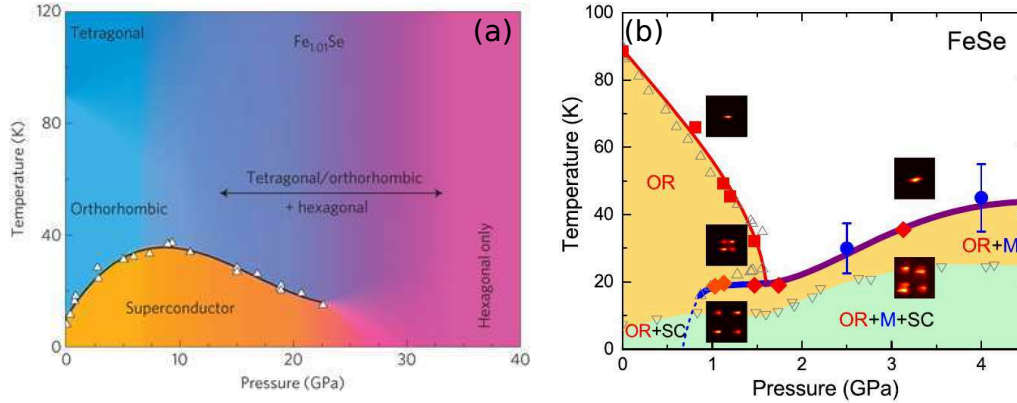 120
80
40
0
Temperature (K)
Tetragonal
Fe1.01Se
(a)
Orthorhombic
Tetragonal/orthorhombic
+ hexagonal
Hexagonal only
Superconductor
0
10
20
30
40
Pressure (GPa)
100
80
60
40
20
0
Temperature (K)
(b)
FeSe
OR
OR+M
OR+SC
OR+M+SC
0
1
2
3
4
Pressure (GPa)